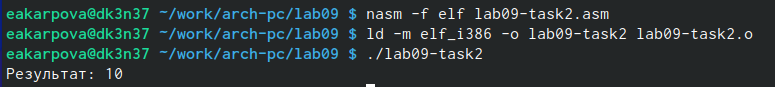 eakarpova@dk3n37 ~/work/arch-pc/lab09 $ nasm -f elf lab09-task2.asm
eakarpova@dk3n37 ~/work/arch-pc/lab09 $ ld -m elf_i386 -o lab09-task2 lab09-task2.o
eakarpova@dk3n37 ~/work/arch-pc/lab09 $ ./lab09-task2
Результат: 10